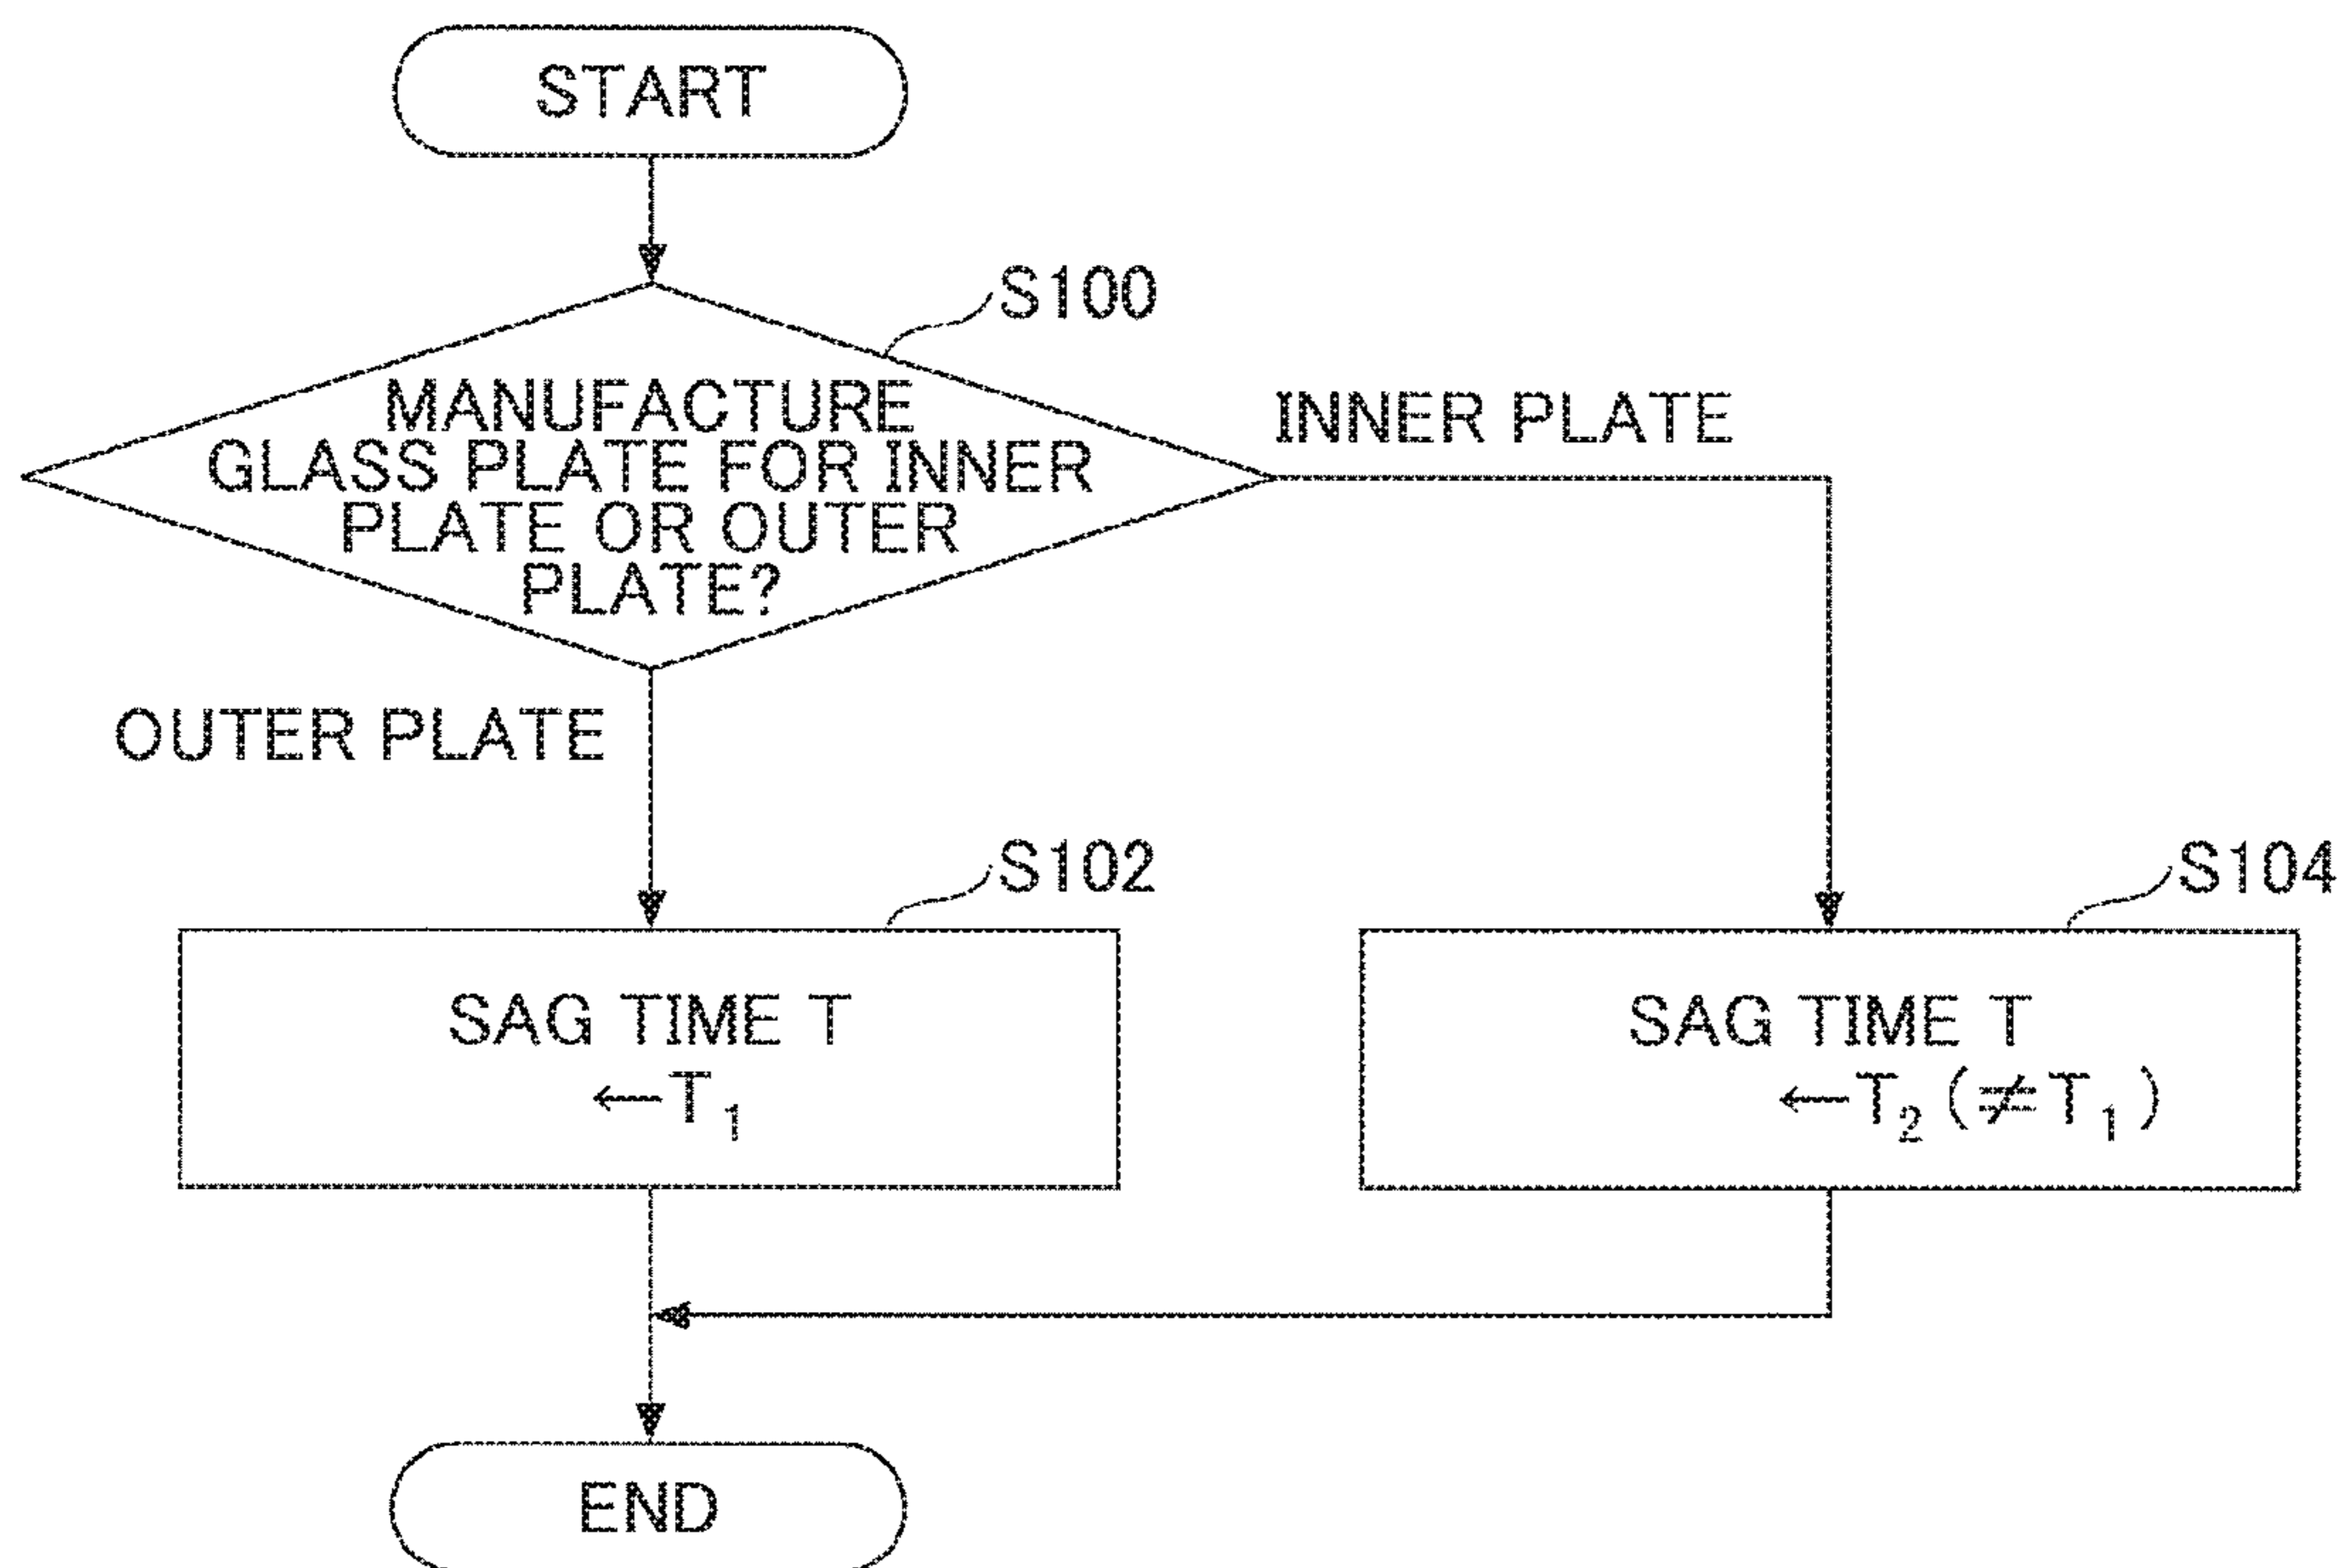 START
S100
MANUFACTURE
GLASS PLATE FOR INNER
PLATE OR OUTER
PLATE?
INNER PLATE
OUTER PLATE
S102
SAG TIME T
←T₁
S104
SAG TIME T
←T₂(≠T₁)
END